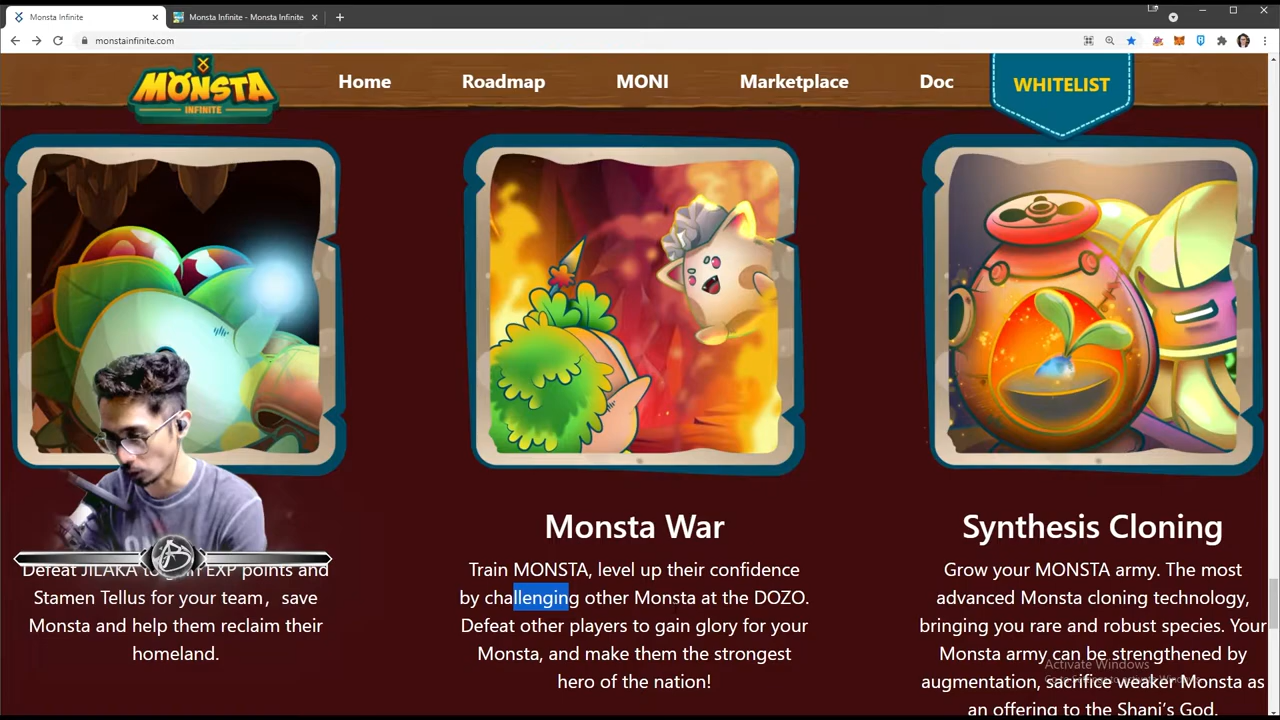 Monsta Infinite
Monsta Infinite - Monsta Infinite
monstainfinite.com
MONSTA
INFINITE
Home
Roadmap
MONI
Marketplace
Doc
WHITELIST
Defeat JILAKA to gain EXP points and
Stamen Tellus for your team，save
Monsta and help them reclaim their
homeland.
Monsta War
Train MONSTA, level up their confidence
by challenging other Monsta at the DOZO.
Defeat other players to gain glory for your
Monsta, and make them the strongest
hero of the nation!
Synthesis Cloning
Grow your MONSTA army. The most
advanced Monsta cloning technology,
bringing you rare and robust species. Your
Monsta army can be strengthened by
augmentation, sacrifice weaker Monsta as
an offering to the Shani's God.
Activate Windows